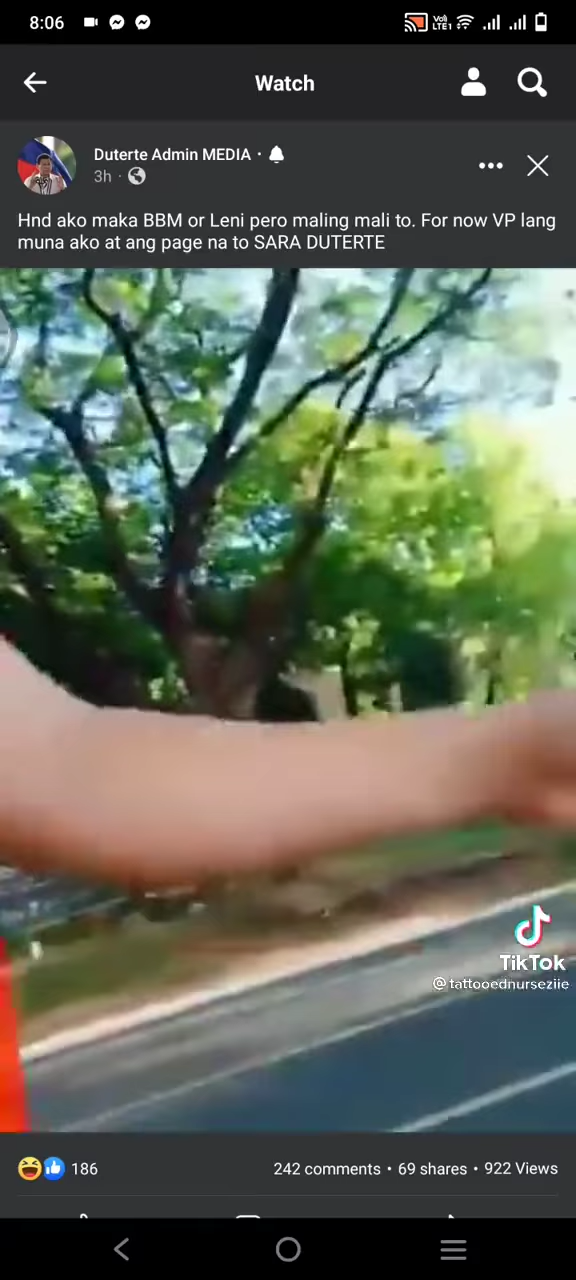 8:06
Vo)) LTE1
Watch
Duterte Admin MEDIA ·
3h ·
Hnd ako maka BBM or Leni pero maling mali to. For now VP lang
muna ako at ang page na to SARA DUTERTE
TikTok
@tattooednurseziie
186
242 comments • 69 shares • 922 Views